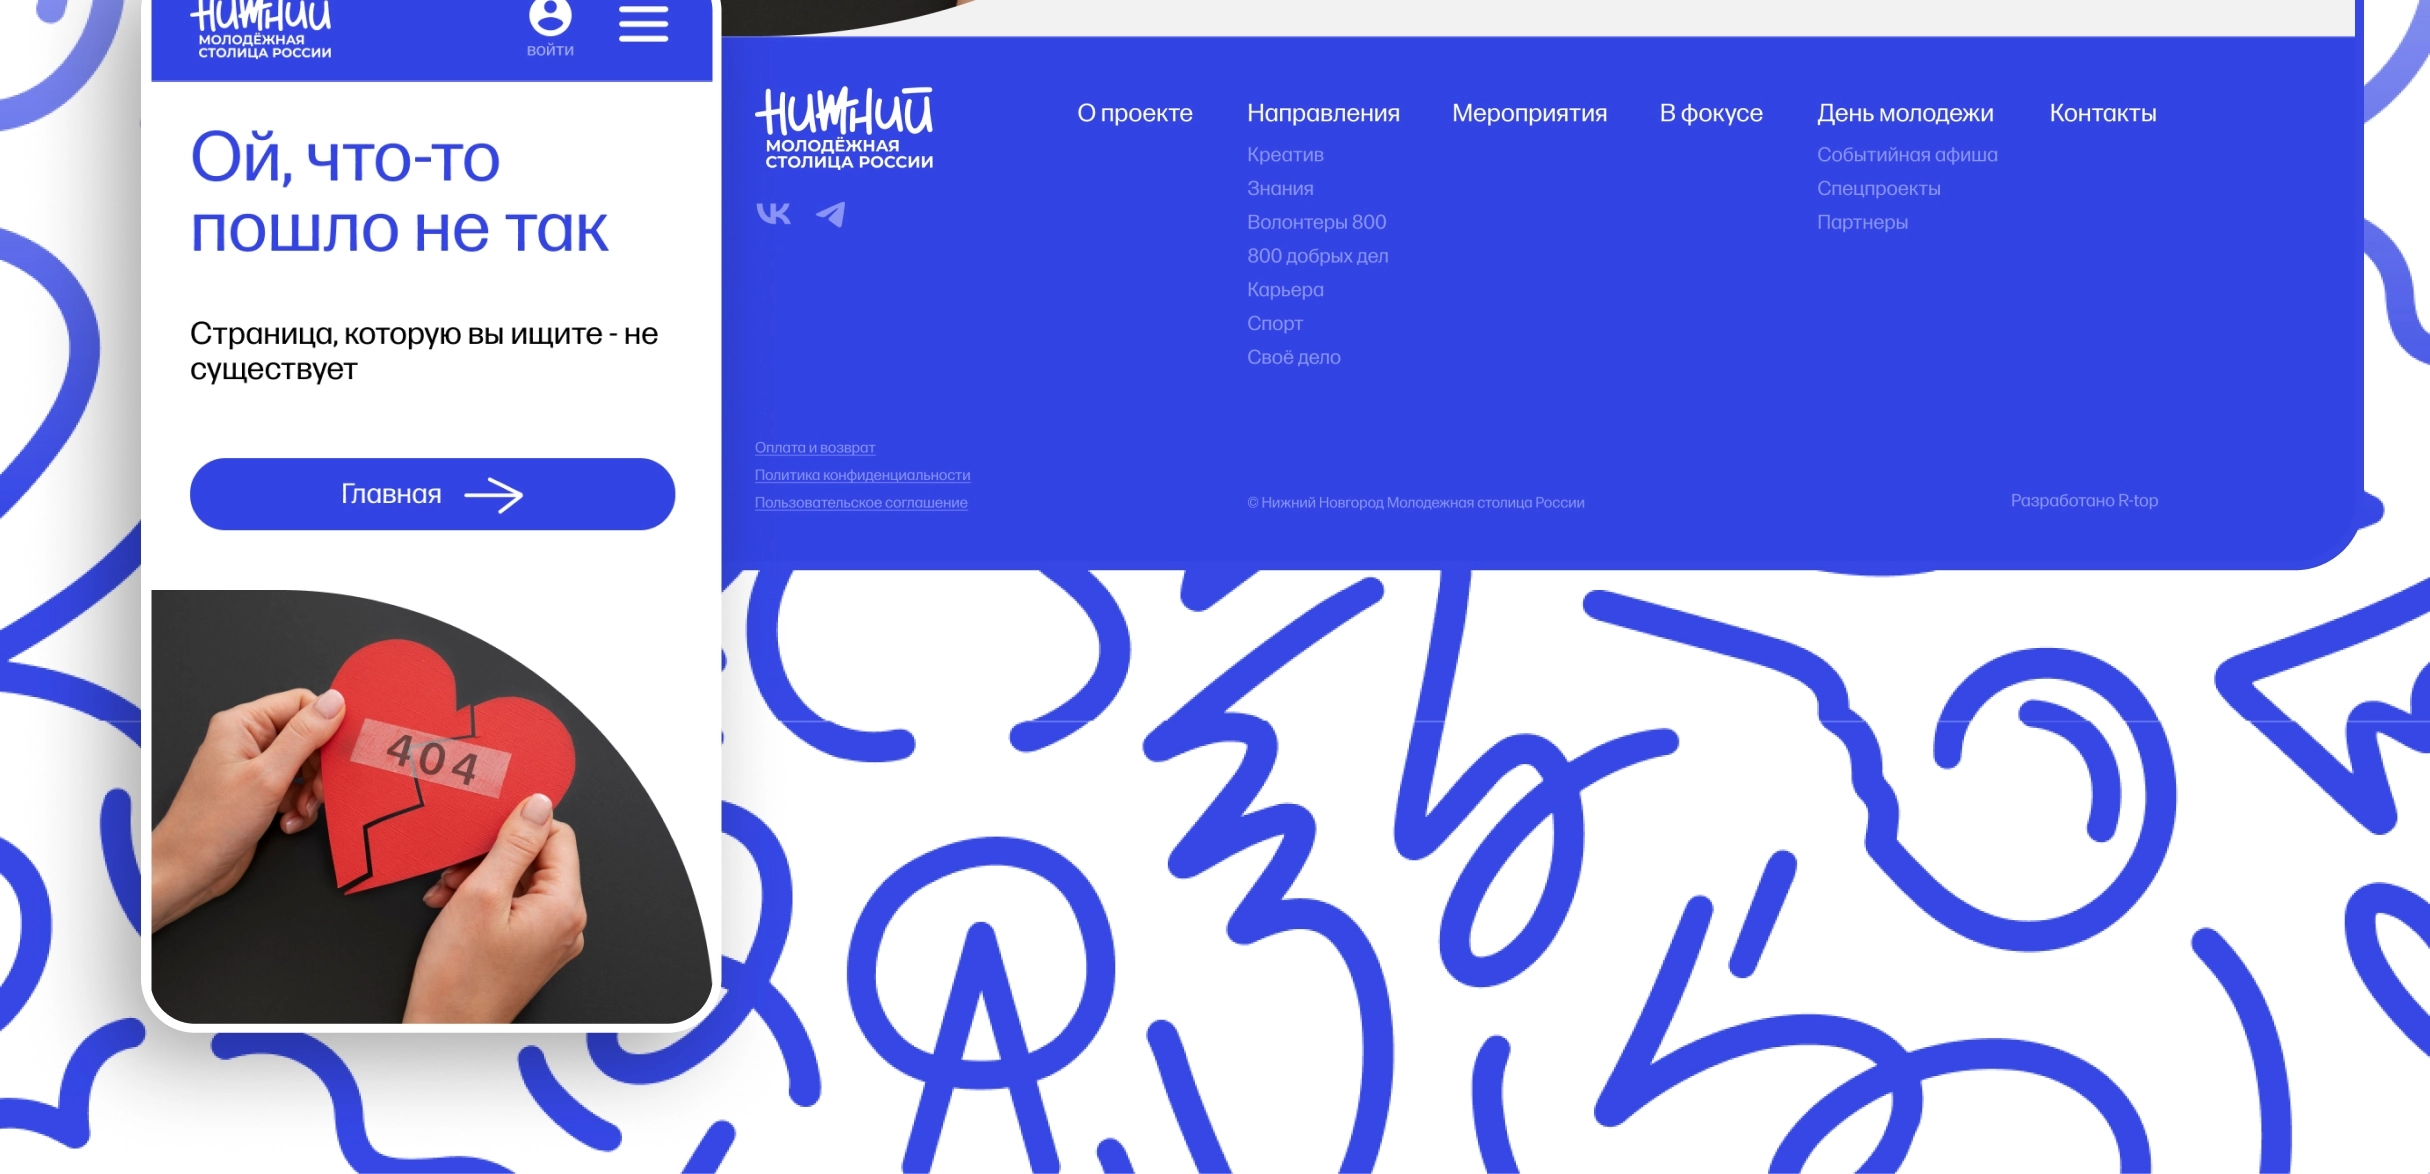 НИЖНИЙ
МОЛОДЁЖНАЯ
СТОЛИЦА РОССИИ
ВОЙТИ
Ой, что-то
пошло не так
Страница, которую вы ищите - не
существует
Главная
404
НИЖНИЙ
МОЛОДЁЖНАЯ
СТОЛИЦА РОССИИ
О проекте
Направления
Креатив
Знания
Волонтеры 800
800 добрых дел
Карьера
Спорт
Своё дело
Мероприятия
В фокусе
День молодежи
Событийная афиша
Спецпроекты
Партнеры
Контакты
Оплата и возврат
Политика конфиденциальности
Пользовательское соглашение
© Нижний Новгород Молодежная столица России
Разработано R-top